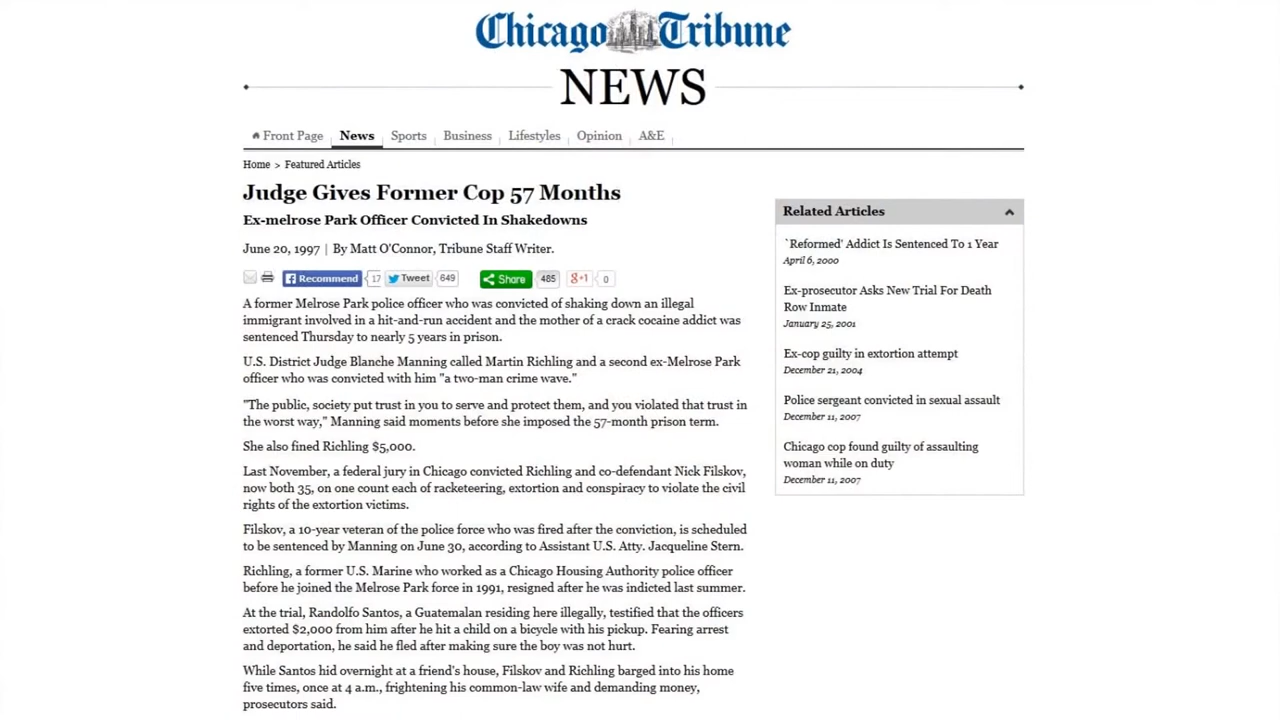 Chicago Tribune
NEWS
Front Page
News
Sports
Business
Lifestyles
Opinion
A&E
Home > Featured Articles
Judge Gives Former Cop 57 Months
Ex-melrose Park Officer Convicted In Shakedowns
June 20, 1997 | By Matt O'Connor, Tribune Staff Writer.
Recommend
17
Tweet
649
Share
485
g+1
0
A former Melrose Park police officer who was convicted of shaking down an illegal
immigrant involved in a hit-and-run accident and the mother of a crack cocaine addict was
sentenced Thursday to nearly 5 years in prison.
U.S. District Judge Blanche Manning called Martin Richling and a second ex-Melrose Park
officer who was convicted with him "a two-man crime wave."
"The public, society put trust in you to serve and protect them, and you violated that trust in
the worst way," Manning said moments before she imposed the 57-month prison term.
She also fined Richling $5,000.
Last November, a federal jury in Chicago convicted Richling and co-defendant Nick Filskov,
now both 35, on one count each of racketeering, extortion and conspiracy to violate the civil
rights of the extortion victims.
Filskov, a 10-year veteran of the police force who was fired after the conviction, is scheduled
to be sentenced by Manning on June 30, according to Assistant U.S. Atty. Jacqueline Stern.
Richling, a former U.S. Marine who worked as a Chicago Housing Authority police officer
before he joined the Melrose Park force in 1991, resigned after he was indicted last summer.
At the trial, Randolfo Santos, a Guatemalan residing here illegally, testified that the officers
extorted $2,000 from him after he hit a child on a bicycle with his pickup. Fearing arrest
and deportation, he said he fled after making sure the boy was not hurt.
While Santos hid overnight at a friend's house, Filskov and Richling barged into his home
five times, once at 4 a.m., frightening his common-law wife and demanding money,
prosecutors said.
Related Articles
`Reformed' Addict Is Sentenced To 1 Year
April 6, 2000
Ex-prosecutor Asks New Trial For Death
Row Inmate
January 25, 2001
Ex-cop guilty in extortion attempt
December 21, 2004
Police sergeant convicted in sexual assault
December 11, 2007
Chicago cop found guilty of assaulting
woman while on duty
December 11, 2007